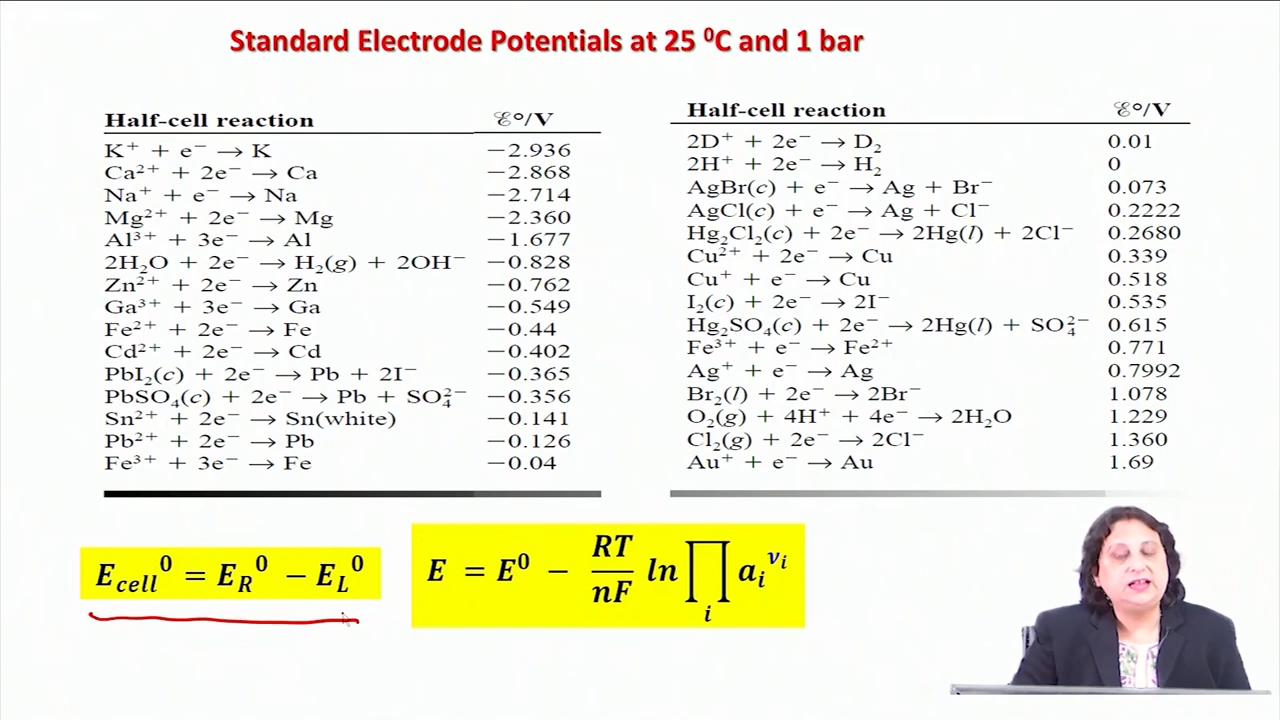 Standard Electrode Potentials at 25 ⁰C and 1 bar
Half-cell reaction ℰ°/V
K⁺ + e⁻ → K −2.936
Ca²⁺ + 2e⁻ → Ca −2.868
Na⁺ + e⁻ → Na −2.714
Mg²⁺ + 2e⁻ → Mg −2.360
Al³⁺ + 3e⁻ → Al −1.677
2H₂O + 2e⁻ → H₂(g) + 2OH⁻ −0.828
Zn²⁺ + 2e⁻ → Zn −0.762
Ga³⁺ + 3e⁻ → Ga −0.549
Fe²⁺ + 2e⁻ → Fe −0.44
Cd²⁺ + 2e⁻ → Cd −0.402
PbI₂(c) + 2e⁻ → Pb + 2I⁻ −0.365
PbSO₄(c) + 2e⁻ → Pb + SO₄²⁻ −0.356
Sn²⁺ + 2e⁻ → Sn(white) −0.141
Pb²⁺ + 2e⁻ → Pb −0.126
Fe³⁺ + 3e⁻ → Fe −0.04
Half-cell reaction ℰ°/V
2D⁺ + 2e⁻ → D₂ 0.01
2H⁺ + 2e⁻ → H₂ 0
AgBr(c) + e⁻ → Ag + Br⁻ 0.073
AgCl(c) + e⁻ → Ag + Cl⁻ 0.2222
Hg₂Cl₂(c) + 2e⁻ → 2Hg(l) + 2Cl⁻ 0.2680
Cu²⁺ + 2e⁻ → Cu 0.339
Cu⁺ + e⁻ → Cu 0.518
I₂(c) + 2e⁻ → 2I⁻ 0.535
Hg₂SO₄(c) + 2e⁻ → 2Hg(l) + SO₄²⁻ 0.615
Fe³⁺ + e⁻ → Fe²⁺ 0.771
Ag⁺ + e⁻ → Ag 0.7992
Br₂(l) + 2e⁻ → 2Br⁻ 1.078
O₂(g) + 4H⁺ + 4e⁻ → 2H₂O 1.229
Cl₂(g) + 2e⁻ → 2Cl⁻ 1.360
Au⁺ + e⁻ → Au 1.69
E_cell⁰ = E_R⁰ − E_L⁰
E = E⁰ − RT/nF ln ∏_i a_i^ν_i